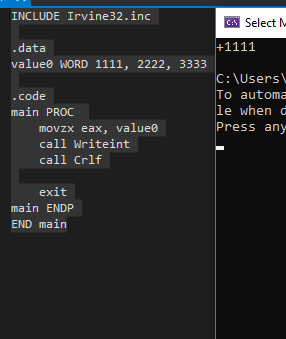 INCLUDE Irvine32.inc
.data
value0 WORD 1111, 2222, 3333
.code
main PROC
movzx eax, value0
call Writeint
call Crlf
exit
main ENDP
END main
Select M
+1111
C:\Users\
To automa
le when d
Press any